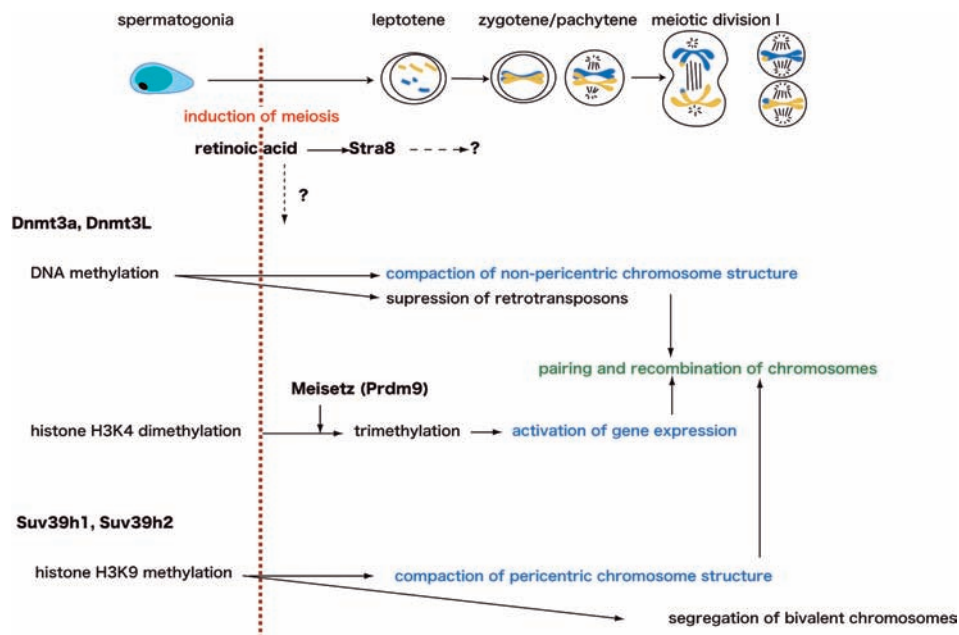 spermatogonia
leptotene
zygotene/pachytene
meiotic division I
induction of meiosis
retinoic acid
Stra8
?
?
Dnmt3a, Dnmt3L
DNA methylation
compaction of non-pericentric chromosome structure
supression of retrotransposons
pairing and recombination of chromosomes
Meisetz (Prdm9)
histone H3K4 dimethylation
trimethylation
activation of gene expression
Suv39h1, Suv39h2
histone H3K9 methylation
compaction of pericentric chromosome structure
segregation of bivalent chromosomes